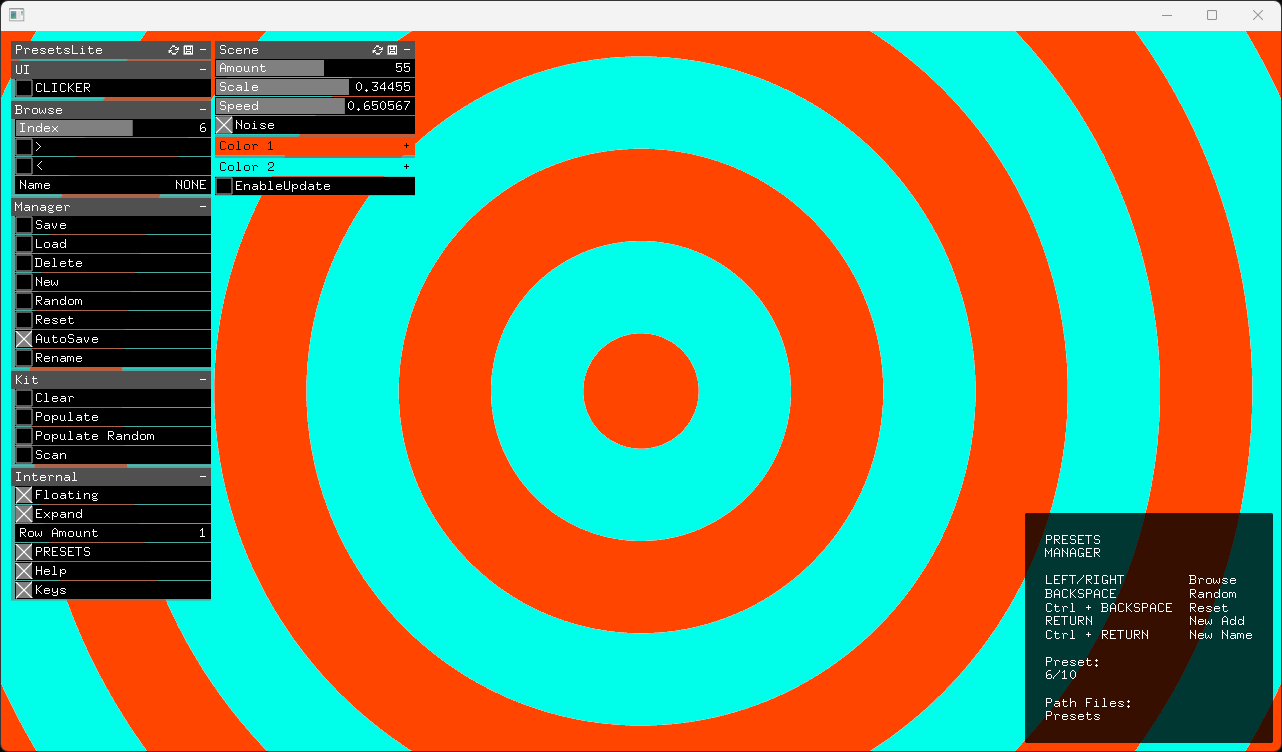 PresetsLite
UI
CLICKER
Browse
Index 6
>
<
Name NONE
Manager
Save
Load
Delete
New
Random
Reset
AutoSave
Rename
Kit
Clear
Populate
Populate Random
Scan
Internal
Floating
Expand
Row Amount 1
PRESETS
Help
Keys
Scene
Amount 55
Scale 0.34455
Speed 0.650567
Noise
Color 1 +
Color 2 +
EnableUpdate
PRESETS
MANAGER
LEFT/RIGHT Browse
BACKSPACE Random
Ctrl + BACKSPACE Reset
RETURN New Add
Ctrl + RETURN New Name
Preset:
6/10
Path Files:
Presets